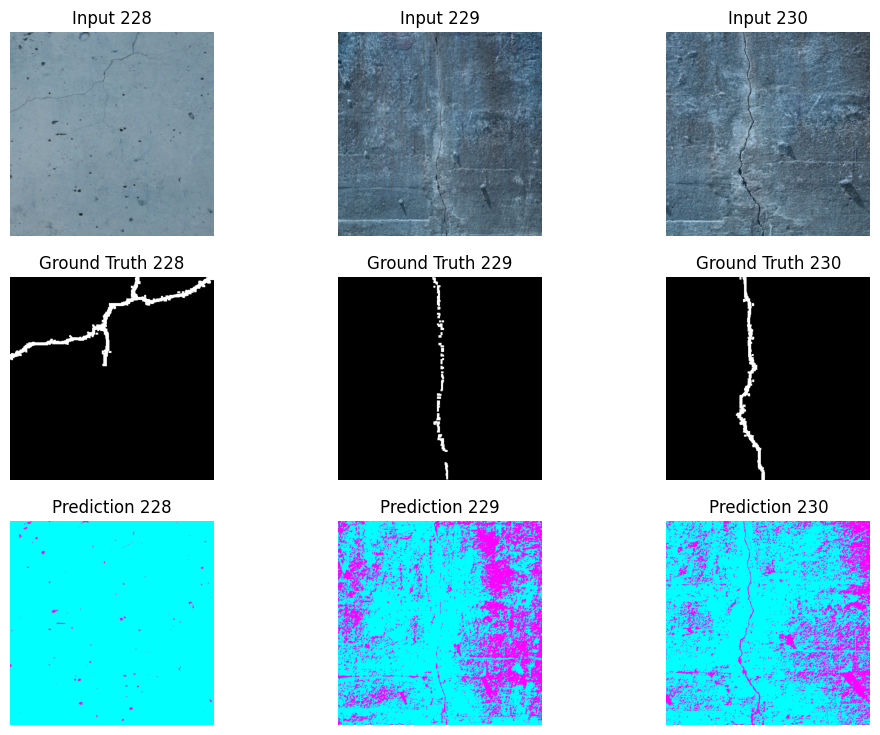 Input 228
Input 229
Input 230
Ground Truth 228
Ground Truth 229
Ground Truth 230
Prediction 228
Prediction 229
Prediction 230